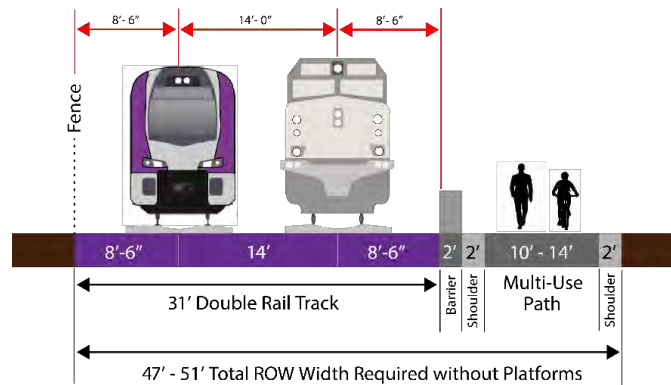 8'- 6" 14'- 0" 8'- 6"
Fence
8'-6" 14' 8'-6" 2' 2' 10' - 14' 2'
31' Double Rail Track
Barrier
Shoulder
Multi-Use
Path
Shoulder
47' - 51' Total ROW Width Required without Platforms